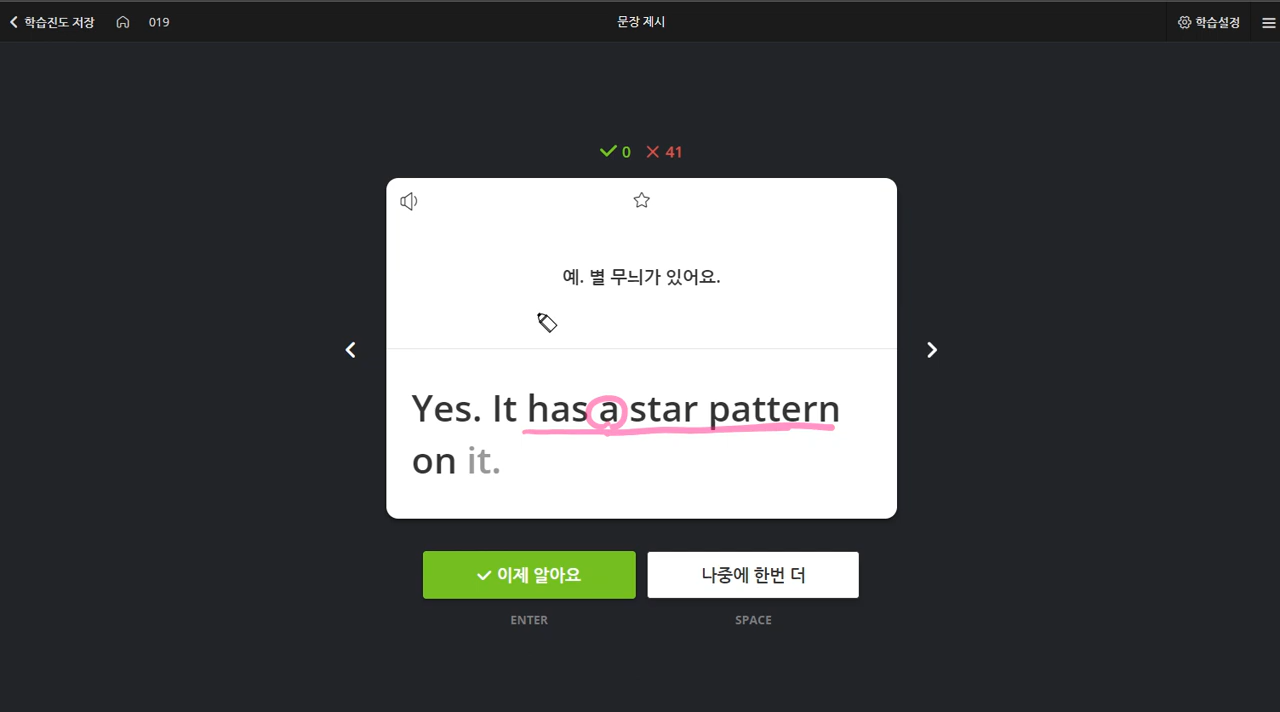 학습진도 저장
019
문장 제시
학습설정
0
41
예. 별 무늬가 있어요.
Yes. It has a star pattern
on it.
이제 알아요
나중에 한번 더
ENTER
SPACE